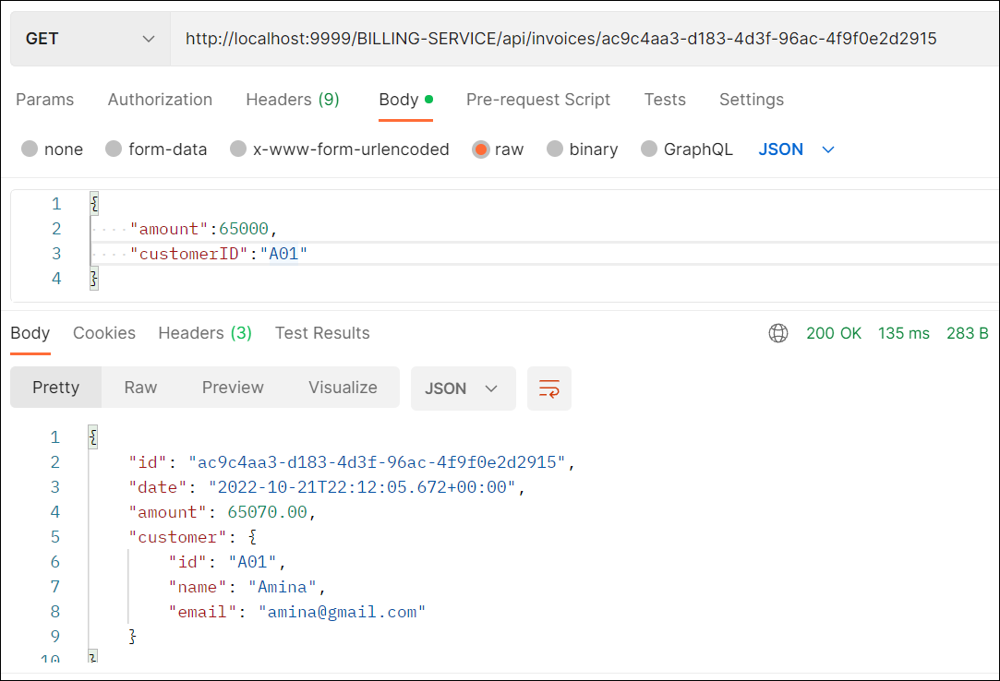 GET http://localhost:9999/BILLING-SERVICE/api/invoices/ac9c4aa3-d183-4d3f-96ac-4f9f0e2d2915
Params Authorization Headers (9) Body Pre-request Script Tests Settings
none form-data x-www-form-urlencoded raw binary GraphQL JSON
1 {
2 ····"amount":65000,
3 ····"customerID":"A01"
4 }
Body Cookies Headers (3) Test Results 200 OK 135 ms 283 B
Pretty Raw Preview Visualize JSON
1 {
2 "id": "ac9c4aa3-d183-4d3f-96ac-4f9f0e2d2915",
3 "date": "2022-10-21T22:12:05.672+00:00",
4 "amount": 65070.00,
5 "customer": {
6 "id": "A01",
7 "name": "Amina",
8 "email": "amina@gmail.com"
9 }
10 }